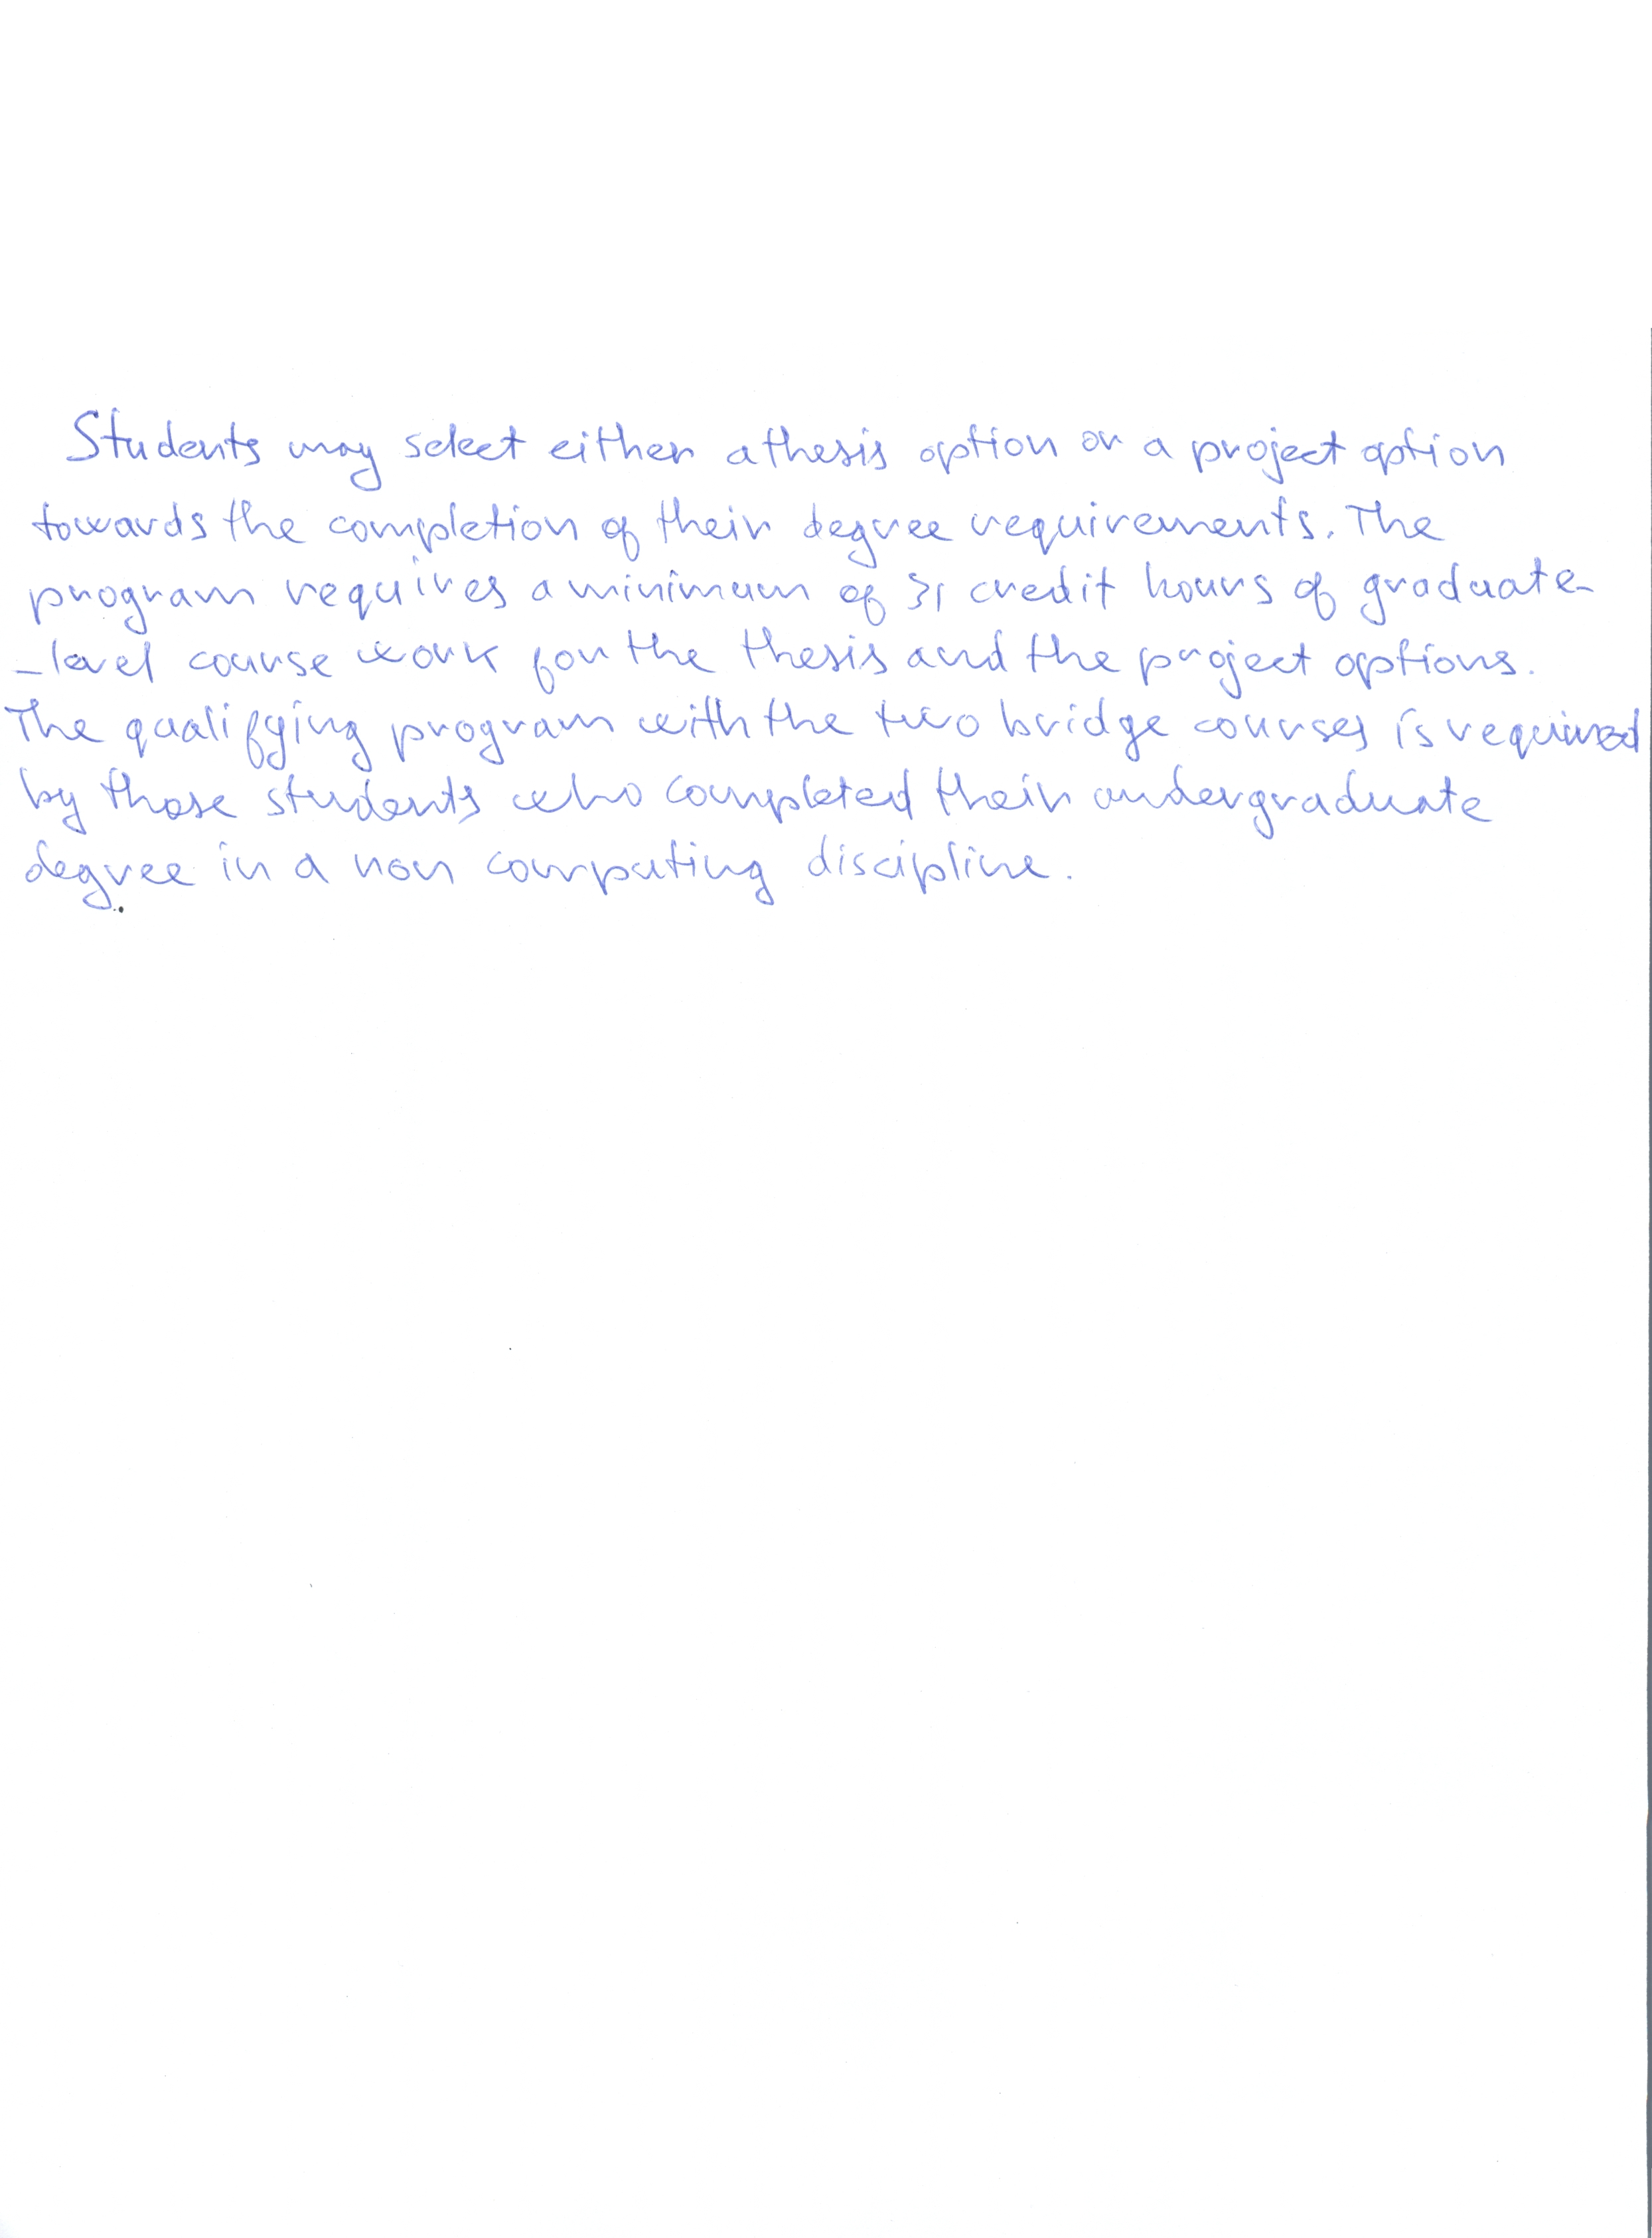 Students may select either a thesis option or a project option
towards the completion of their degree requirements. The
program requires a minimum of 31 credit hours of graduate-
-level course work for the thesis and the project options.
The qualifying program with the two bridge courses is required
by those students who completed their undergraduate
degree in a non computing discipline.